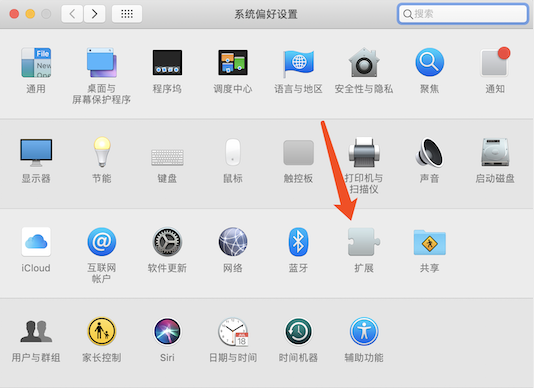 系统偏好设置
搜索
File
New
Ope
通用
桌面与
屏幕保护程序
程序坞
调度中心
语言与地区
安全性与隐私
聚焦
通知
显示器
节能
键盘
鼠标
触控板
打印机与
扫描仪
声音
启动磁盘
iCloud
互联网
帐户
软件更新
网络
蓝牙
扩展
共享
18
用户与群组
家长控制
Siri
日期与时间
时间机器
辅助功能